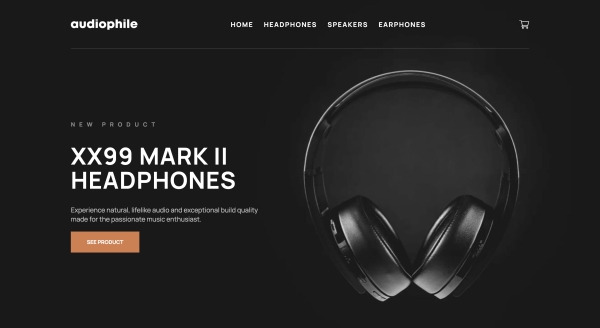 audiophile
HOME HEADPHONES SPEAKERS EARPHONES
NEW PRODUCT
XX99 MARK II
HEADPHONES
Experience natural, lifelike audio and exceptional build quality
made for the passionate music enthusiast.
SEE PRODUCT